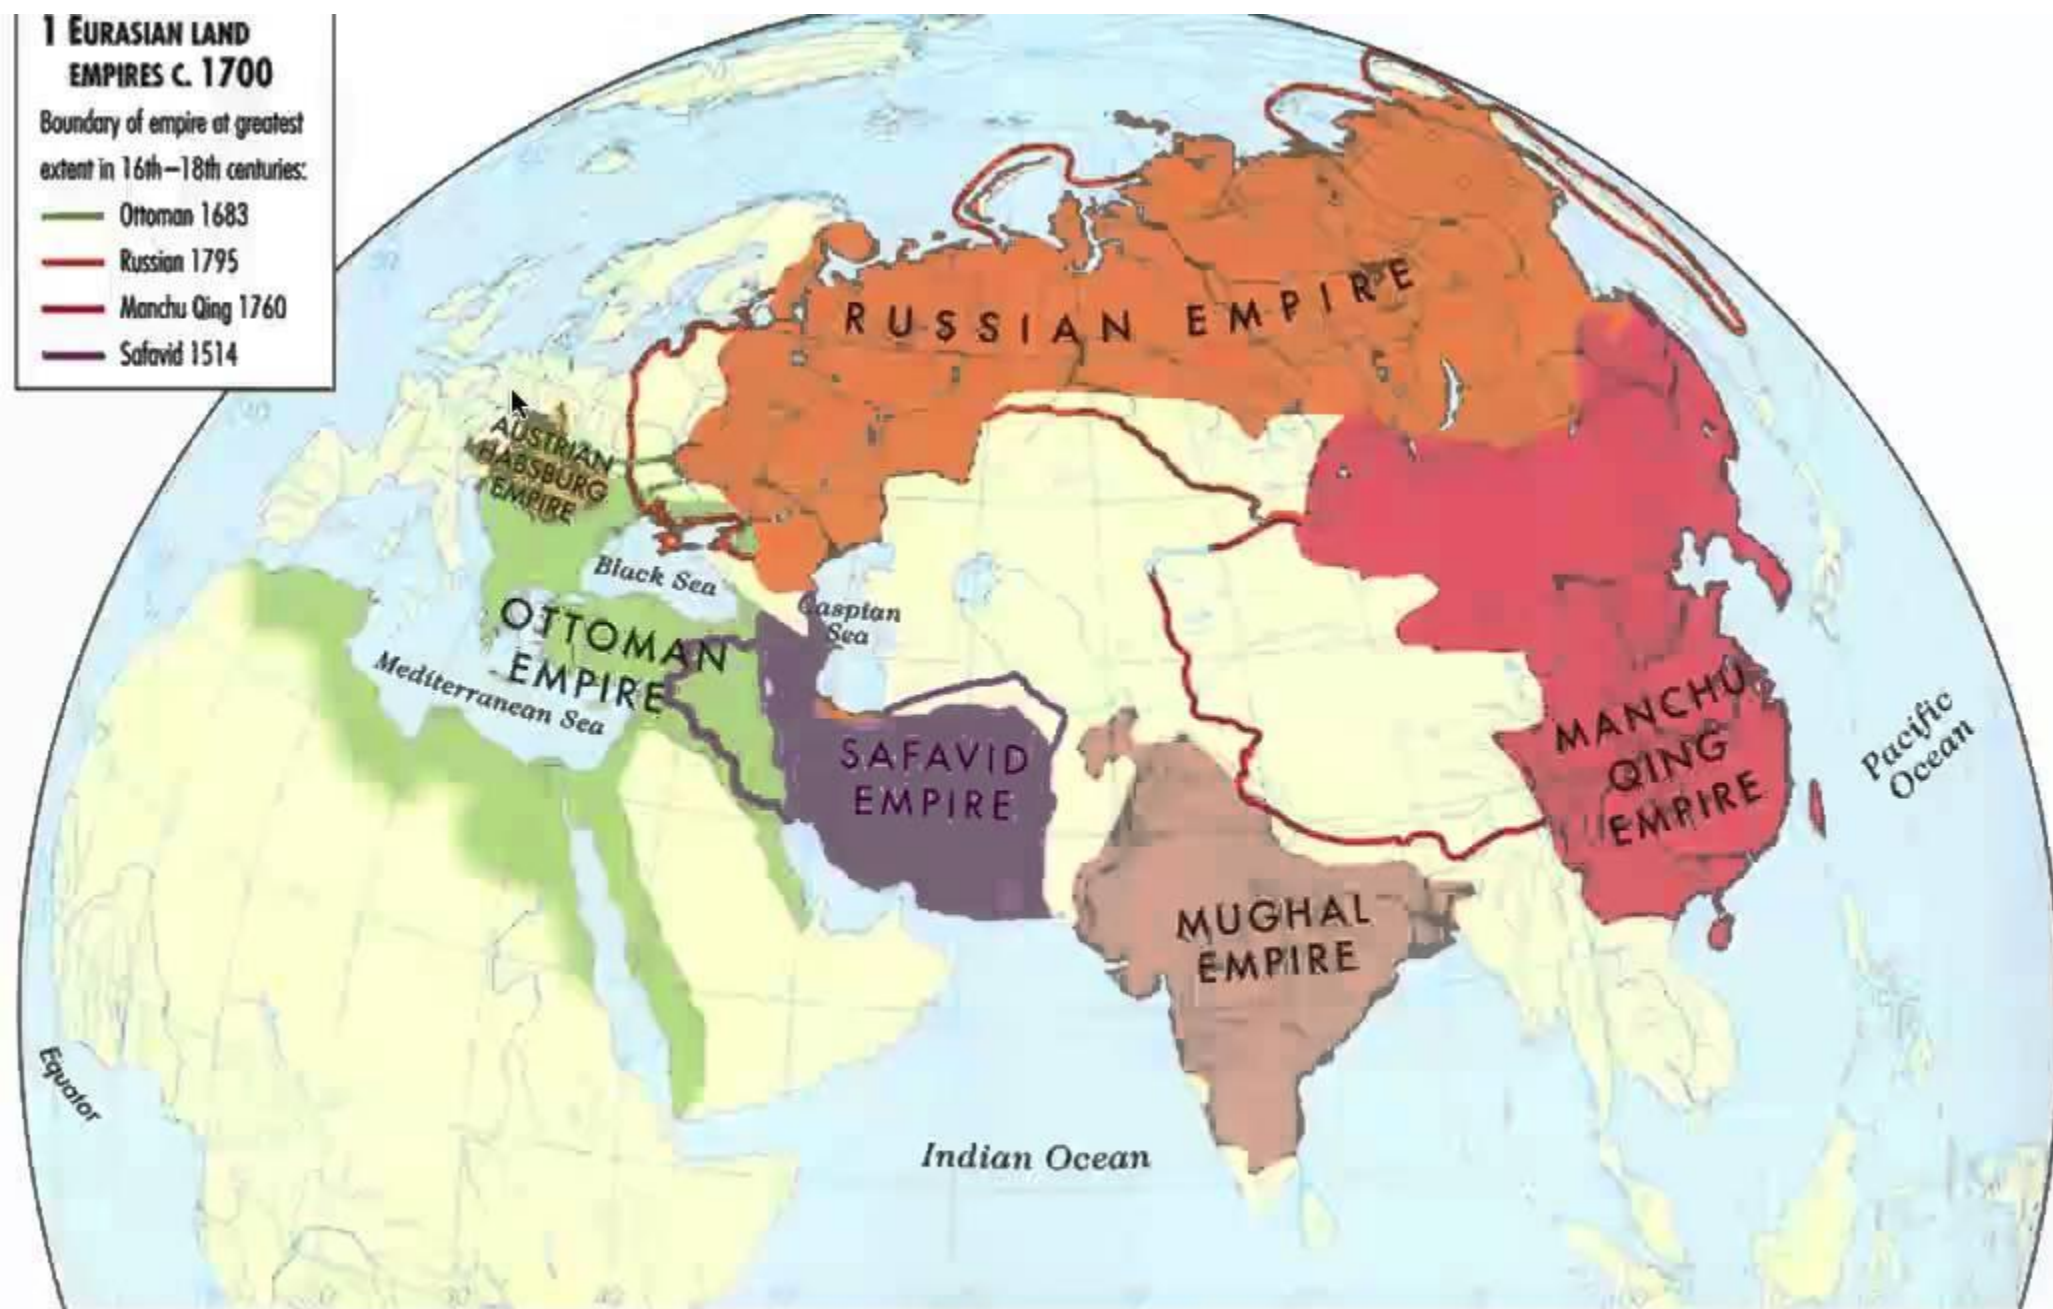 1 EURASIAN LAND
EMPIRES C. 1700
Boundary of empire at greatest
extent in 16th–18th centuries:
Ottoman 1683
Russian 1795
Manchu Qing 1760
Safavid 1514
RUSSIAN EMPIRE
AUSTRIAN
HABSBURG
EMPIRE
Black Sea
Caspian
Sea
OTTOMAN
EMPIRE
Mediterranean Sea
SAFAVID
EMPIRE
MANCHU
QING
EMPIRE
Pacific
Ocean
MUGHAL
EMPIRE
Equator
Indian Ocean